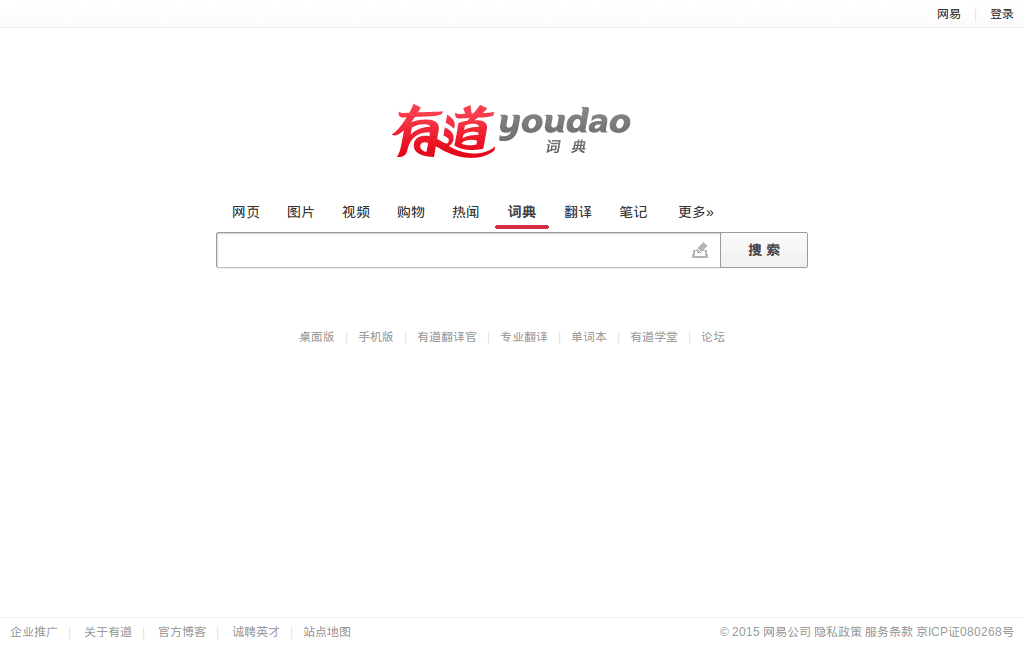 网易 登录
有道 youdao
词典
网页 图片 视频 购物 热闻 词典 翻译 笔记 更多»
搜索
桌面版 手机版 有道翻译官 专业翻译 单词本 有道学堂 论坛
企业推广 关于有道 官方博客 诚聘英才 站点地图 © 2015 网易公司 隐私政策 服务条款 京ICP证080268号